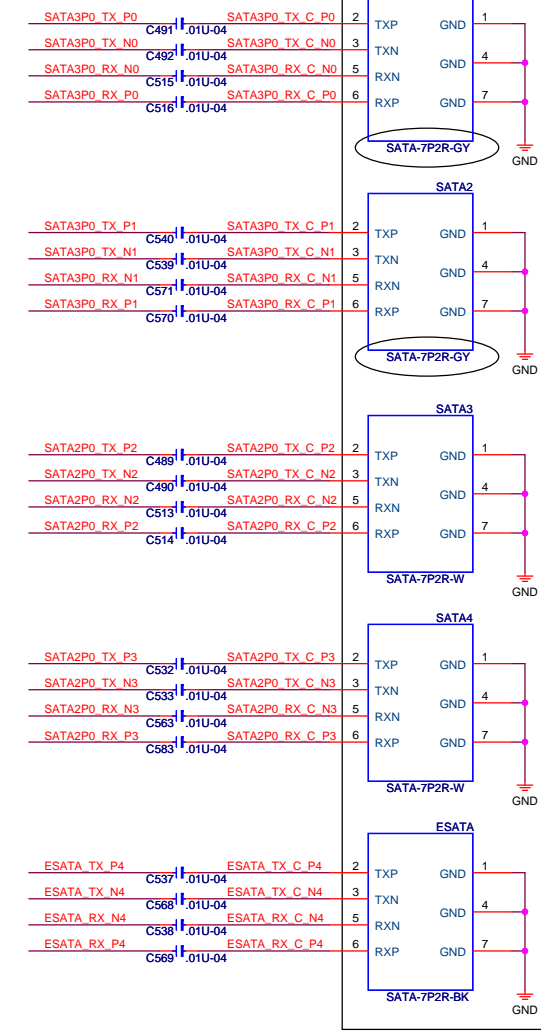 SATA3P0_TX_P0 C491 .01U-04 SATA3P0_TX_C_P0 2 TXP GND 1
SATA3P0_TX_N0 C492 .01U-04 SATA3P0_TX_C_N0 3 TXN
SATA3P0_RX_N0 C515 .01U-04 SATA3P0_RX_C_N0 5 RXN GND 4
SATA3P0_RX_P0 C516 .01U-04 SATA3P0_RX_C_P0 6 RXP GND 7
SATA-7P2R-GY
GND
SATA2
SATA3P0_TX_P1 C540 .01U-04 SATA3P0_TX_C_P1 2 TXP GND 1
SATA3P0_TX_N1 C539 .01U-04 SATA3P0_TX_C_N1 3 TXN
SATA3P0_RX_N1 C571 .01U-04 SATA3P0_RX_C_N1 5 RXN GND 4
SATA3P0_RX_P1 C570 .01U-04 SATA3P0_RX_C_P1 6 RXP GND 7
SATA-7P2R-GY
GND
SATA3
SATA2P0_TX_P2 C489 .01U-04 SATA2P0_TX_C_P2 2 TXP GND 1
SATA2P0_TX_N2 C490 .01U-04 SATA2P0_TX_C_N2 3 TXN
SATA2P0_RX_N2 C513 .01U-04 SATA2P0_RX_C_N2 5 RXN GND 4
SATA2P0_RX_P2 C514 .01U-04 SATA2P0_RX_C_P2 6 RXP GND 7
SATA-7P2R-W
GND
SATA4
SATA2P0_TX_P3 C532 .01U-04 SATA2P0_TX_C_P3 2 TXP GND 1
SATA2P0_TX_N3 C533 .01U-04 SATA2P0_TX_C_N3 3 TXN
SATA2P0_RX_N3 C563 .01U-04 SATA2P0_RX_C_N3 5 RXN GND 4
SATA2P0_RX_P3 C583 .01U-04 SATA2P0_RX_C_P3 6 RXP GND 7
SATA-7P2R-W
GND
ESATA
ESATA_TX_P4 C537 .01U-04 ESATA_TX_C_P4 2 TXP GND 1
ESATA_TX_N4 C568 .01U-04 ESATA_TX_C_N4 3 TXN
ESATA_RX_N4 C538 .01U-04 ESATA_RX_C_N4 5 RXN GND 4
ESATA_RX_P4 C569 .01U-04 ESATA_RX_C_P4 6 RXP GND 7
SATA-7P2R-BK
GND